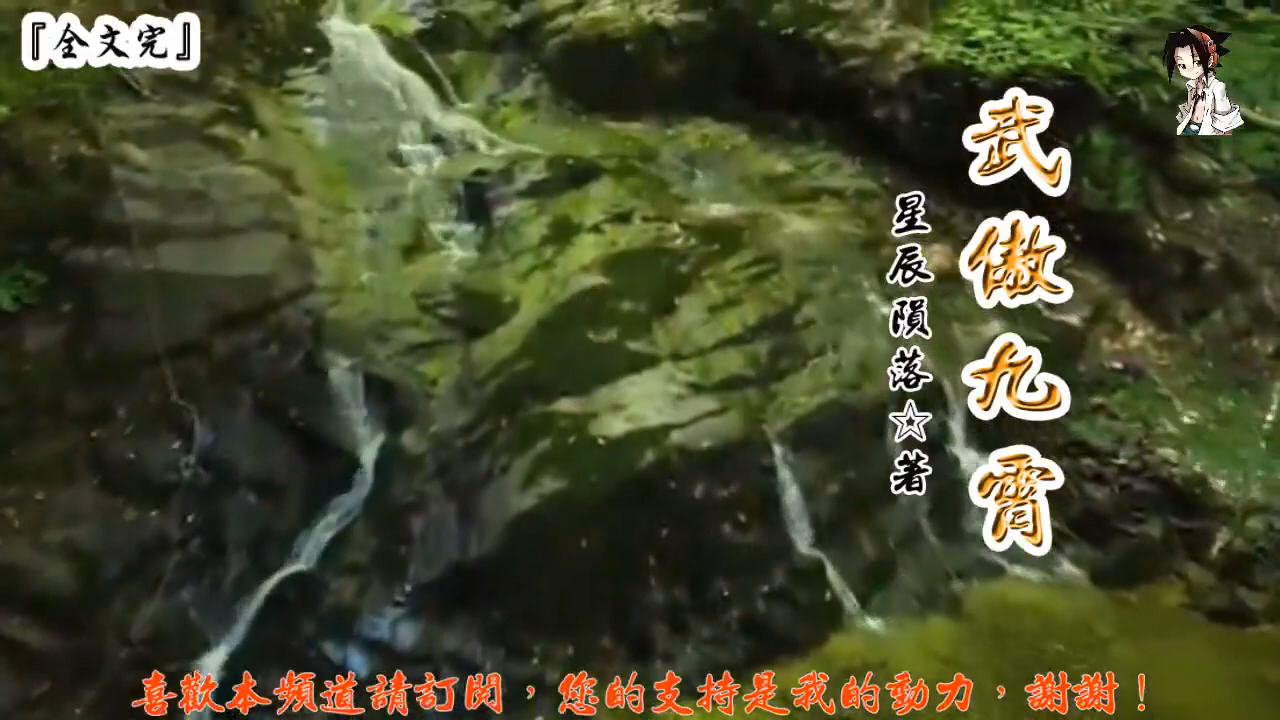 『全文完』
武傲九霄
星辰隕落☆著
喜歡本頻道請訂閱，您的支持是我的動力，謝謝！